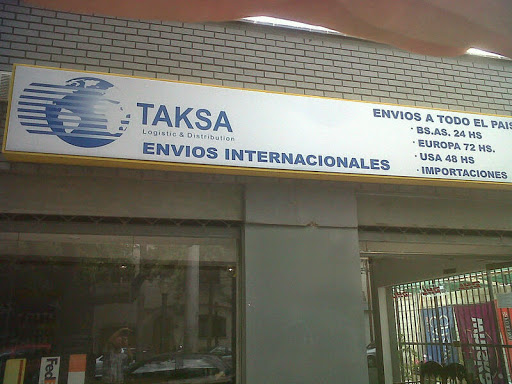 TAKSA
Logistic & Distribution
ENVIOS INTERNACIONALES
ENVIOS A TODO EL PAIS
· BS.AS. 24 HS
· EUROPA 72 HS.
· USA 48 HS
· IMPORTACIONES
Fed